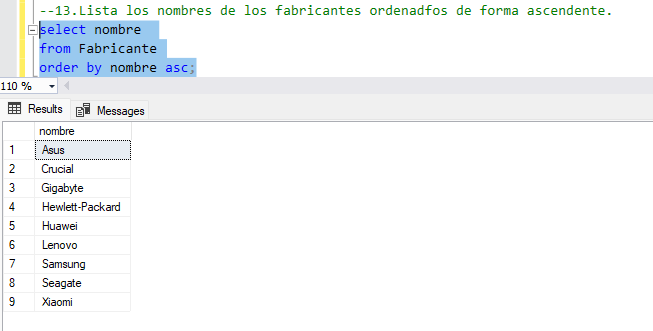 --13.Lista los nombres de los fabricantes ordenadfos de forma ascendente.
select nombre
from Fabricante
order by nombre asc;
110 %
Results Messages
nombre
1 Asus
2 Crucial
3 Gigabyte
4 Hewlett-Packard
5 Huawei
6 Lenovo
7 Samsung
8 Seagate
9 Xiaomi